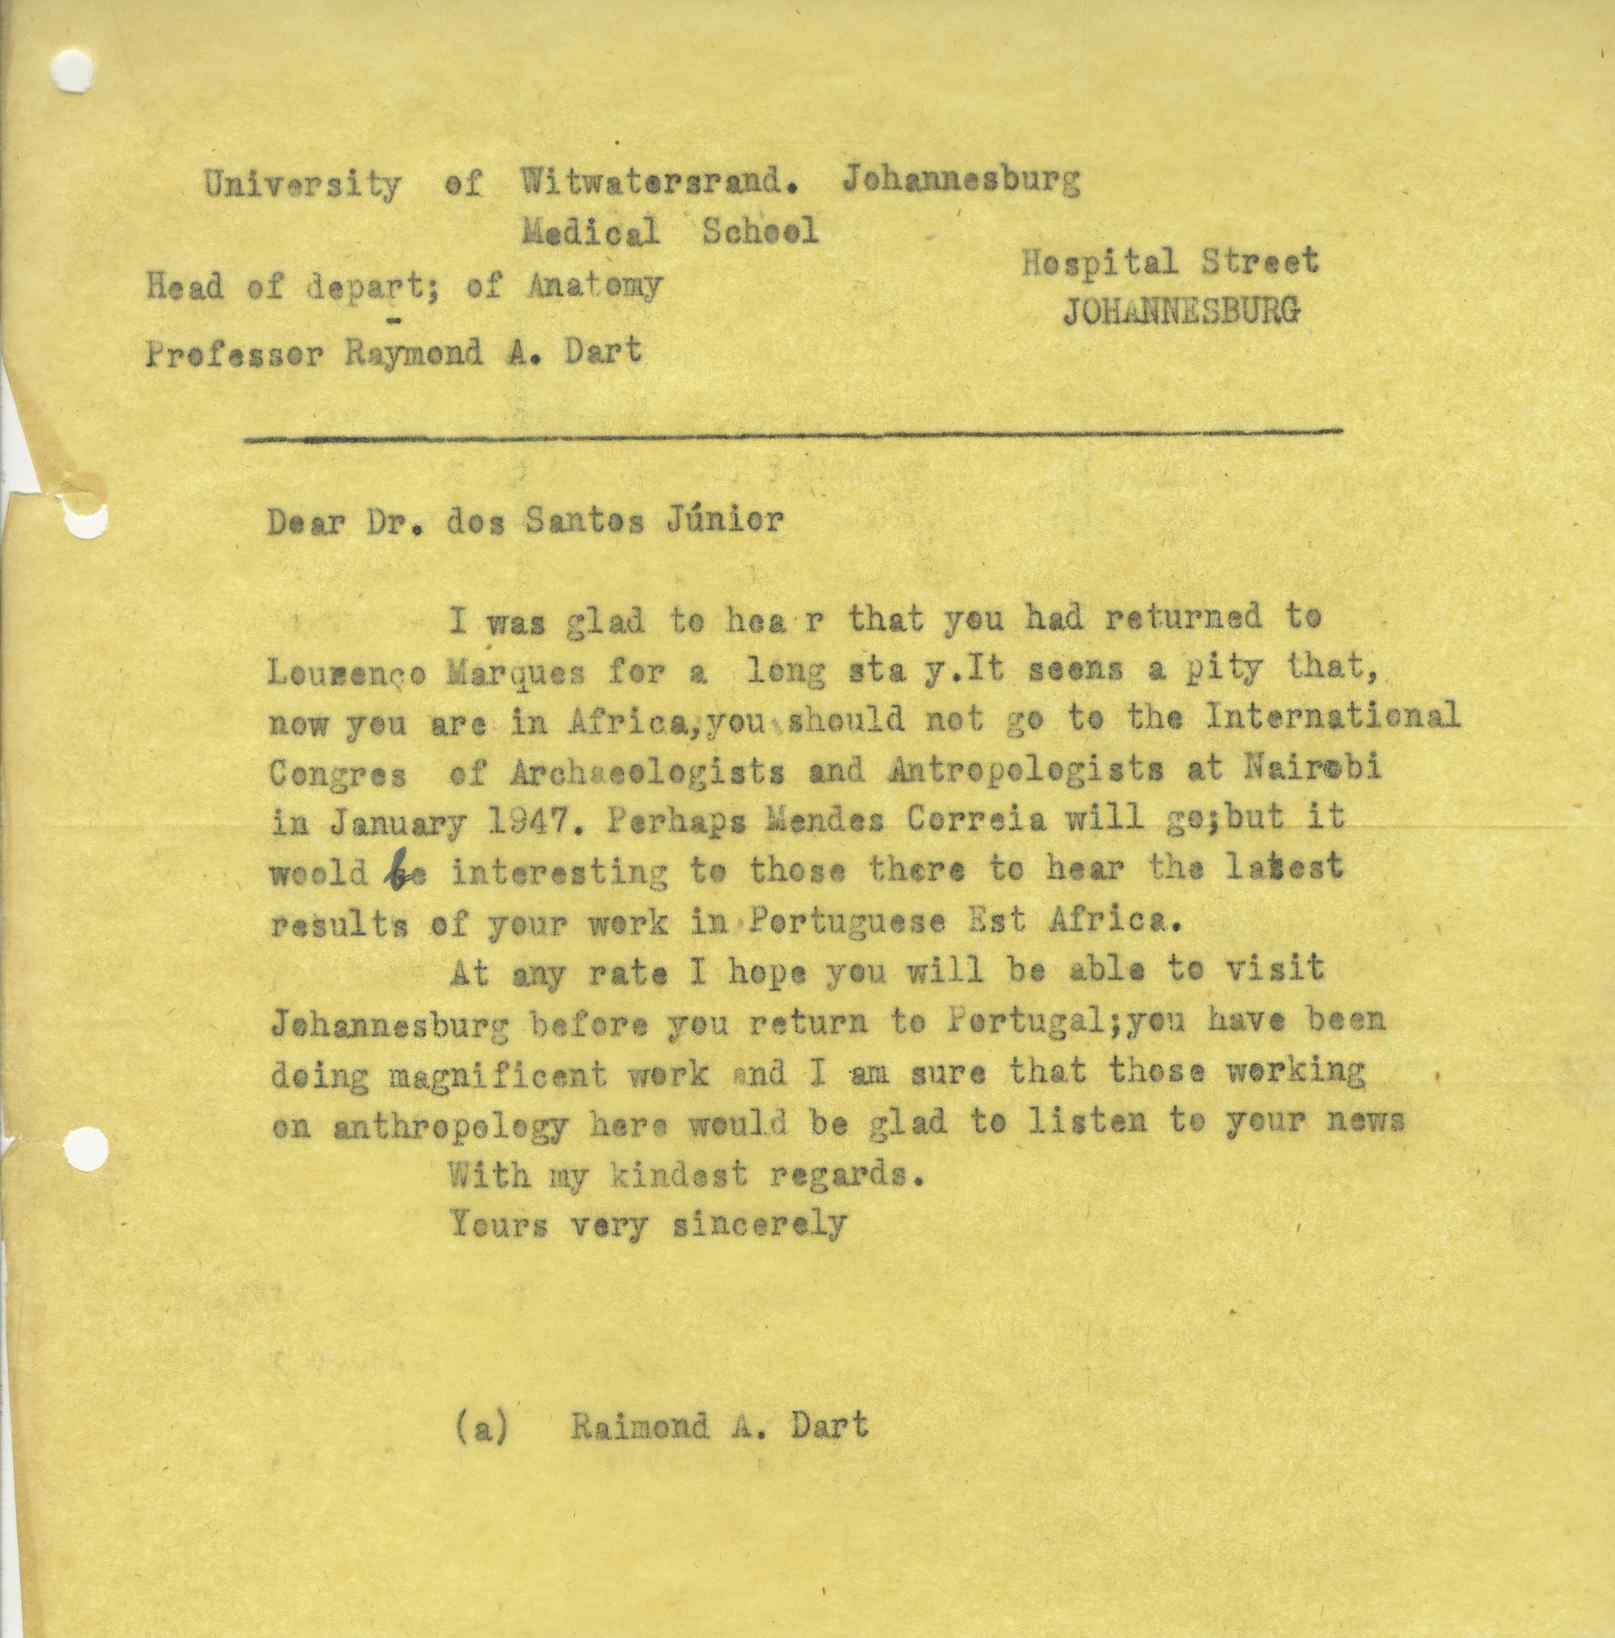 University of Witwatersrand. Johannesburg
Medical School
Hospital Street
Head of depart; of Anatomy
JOHANNESBURG
Professor Raymond A. Dart
Dear Dr. dos Santos Júnior
I was glad to hea r that you had returned to
Lourenço Marques for a long sta y.It seens a pity that,
now you are in Africa,you should not go to the International
Congres of Archaeologists and Antropologists at Nairobi
in January 1947. Perhaps Mendes Correia will go;but it
woold be interesting to those there to hear the latest
results of your work in Portuguese Est Africa.
At any rate I hope you will be able to visit
Johannesburg before you return to Portugal;you have been
doing magnificent work and I am sure that those working
on anthropology here would be glad to listen to your news
With my kindest regards.
Yours very sincerely
(a) Raimond A. Dart